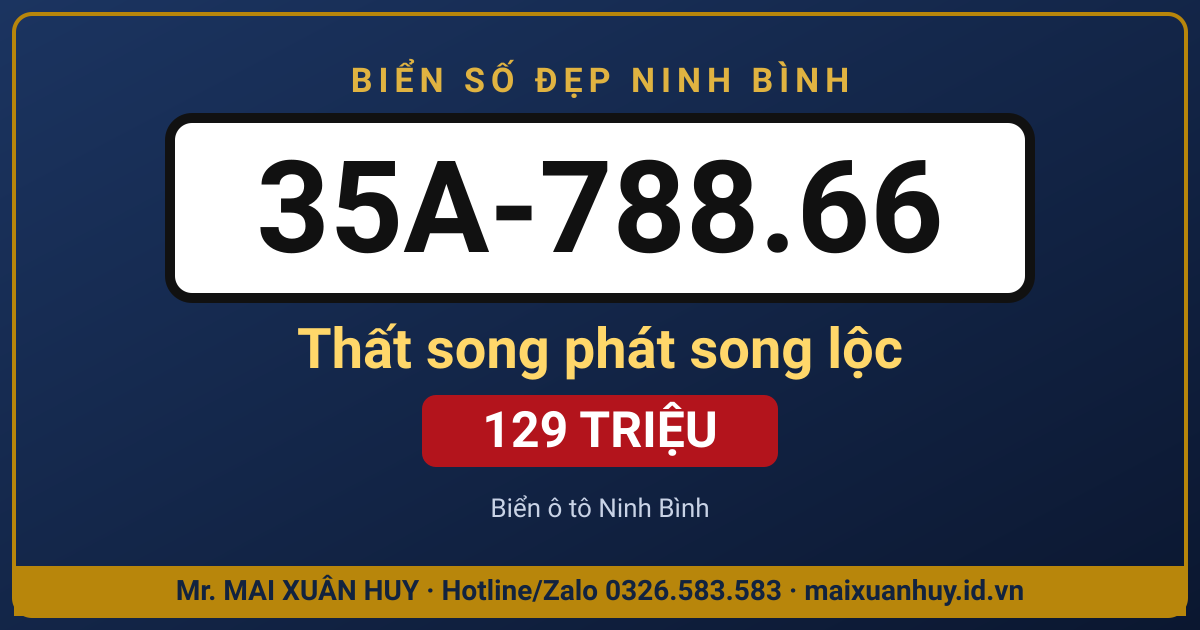 BIỂN SỐ ĐẸP NINH BÌNH
35A-788.66
Thất song phát song lộc
129 TRIỆU
Biển ô tô Ninh Bình
Mr. MAI XUÂN HUY · Hotline/Zalo 0326.583.583 · maixuanhuy.id.vn